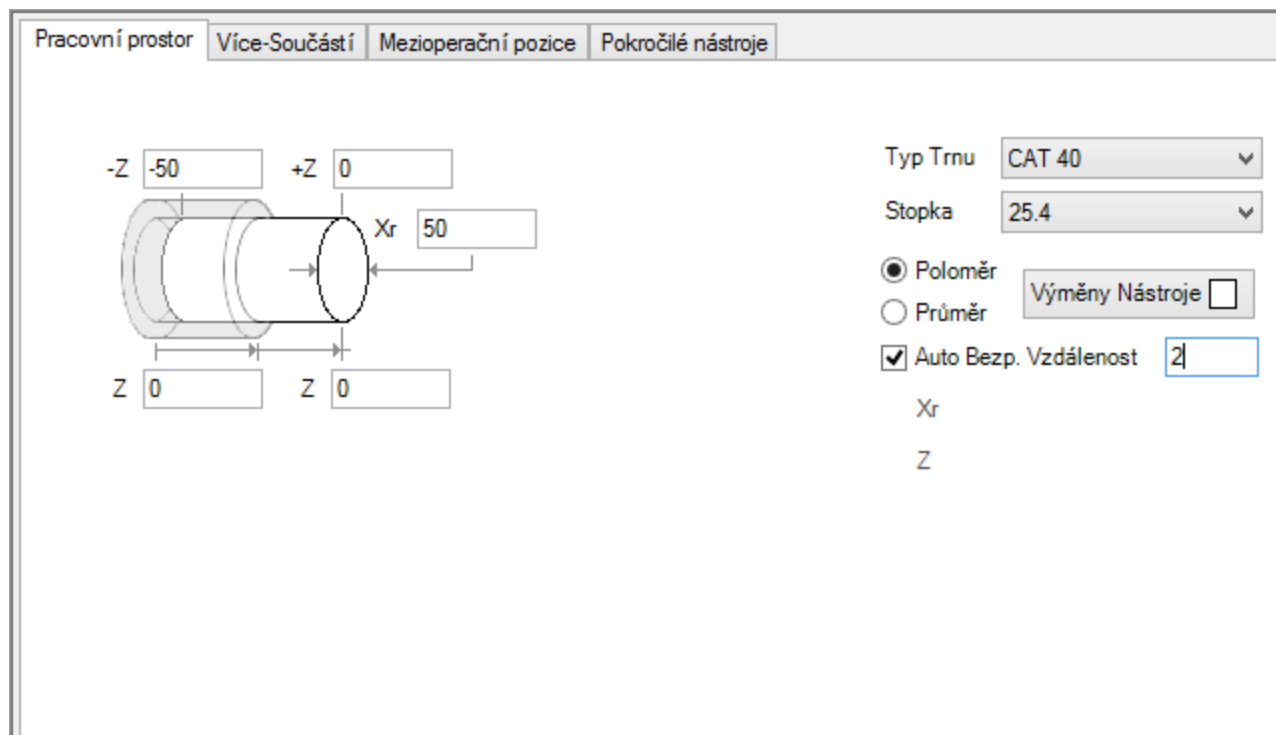 Pracovní prostor Více-Součástí Mezioperační pozice Pokročilé nástroje
-Z -50 +Z 0
Xr 50
Z 0 Z 0
Typ Trnu CAT 40
Stopka 25.4
Poloměr
Průměr
Výměny Nástroje
Auto Bezp. Vzdálenost 2
Xr
Z